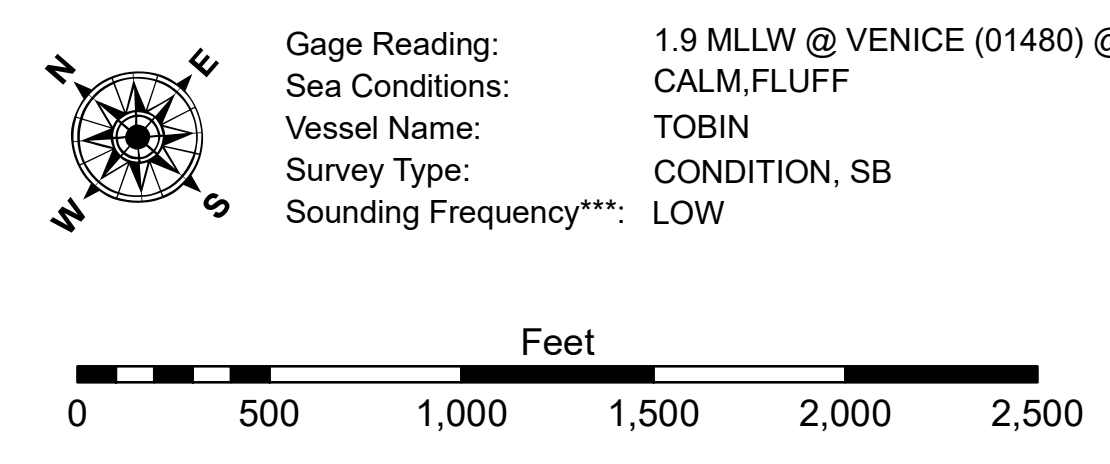 N
E
W
S
Gage Reading: 1.9 MLLW @ VENICE (01480) @
Sea Conditions: CALM,FLUFF
Vessel Name: TOBIN
Survey Type: CONDITION, SB
Sounding Frequency***: LOW
Feet
0 500 1,000 1,500 2,000 2,500